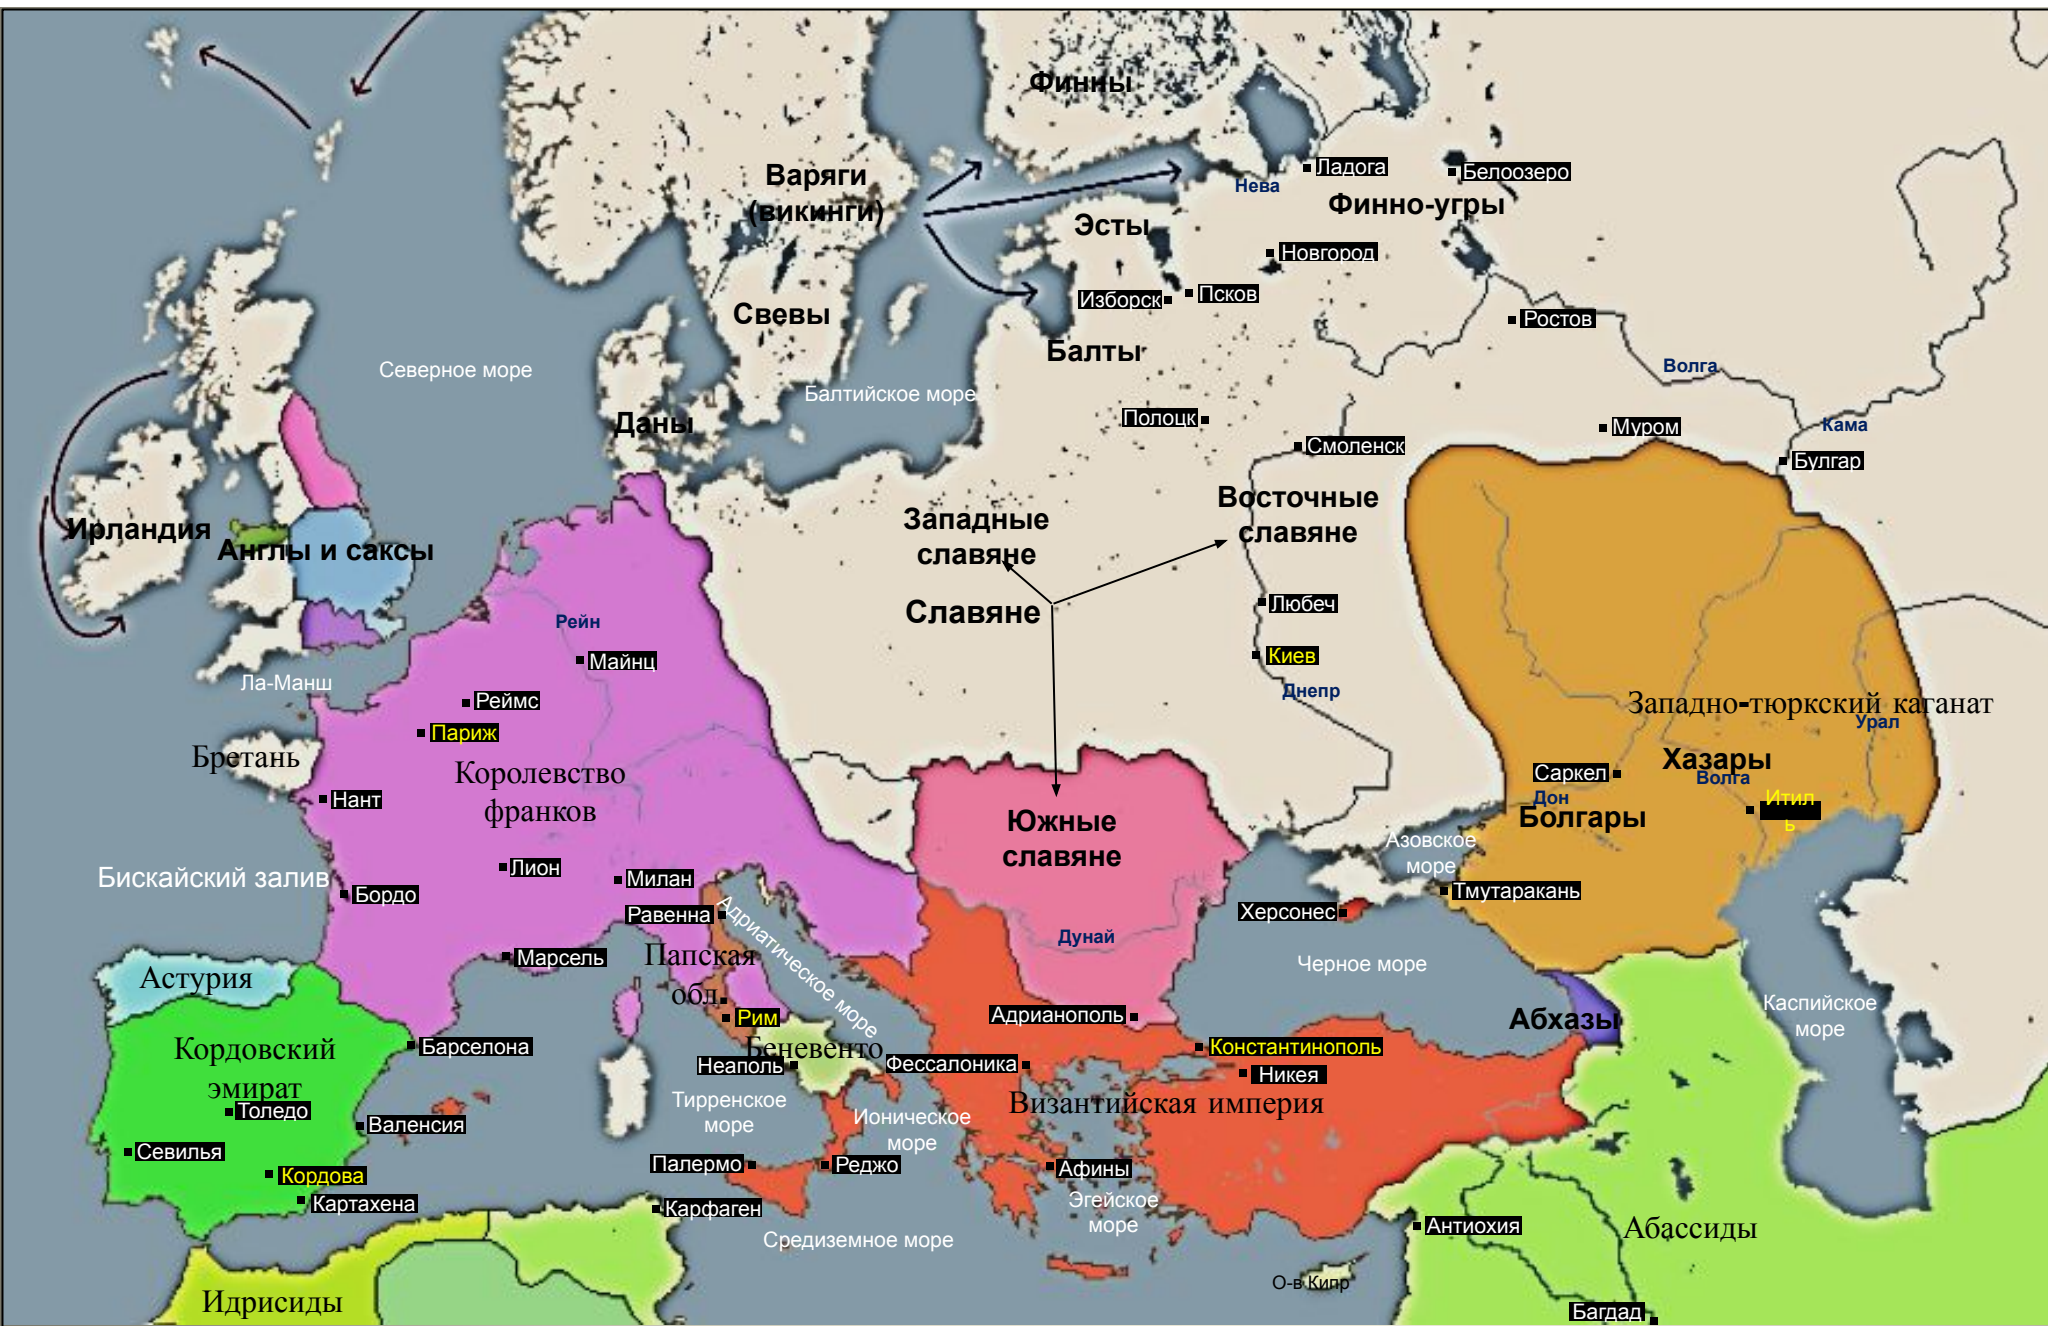 Финны
Варяги
(викинги)
Ладога
Белоозеро
Нева
Финно-угры
Эсты
Новгород
Изборск
Псков
Свевы
Ростов
Балты
Северное море
Волга
Балтийское море
Даны
Полоцк
Смоленск
Муром
Кама
Булгар
Ирландия
Англы и саксы
Западные
славяне
Восточные
славяне
Славяне
Любеч
Рейн
Майнц
Киев
Ла-Манш
Днепр
Реймс
Париж
Западно-тюркский каганат
Урал
Бретань
Королевство
франков
Хазары
Саркел
Волга
Нант
Дон
Итил
ь
Болгары
Южные
славяне
Азовское
море
Лион
Милан
Бискайский залив
Бордо
Тмутаракань
Равенна
Адриатическое море
Херсонес
Дунай
Марсель
Папская
обл.
Черное море
Астурия
Рим
Адрианополь
Абхазы
Каспийское
море
Кордовский
эмират
Барселона
Беневенто
Константинополь
Неаполь
Фессалоника
Никея
Толедо
Тирренское
море
Ионическое
море
Византийская империя
Валенсия
Севилья
Кордова
Палермо
Реджо
Афины
Картахена
Карфаген
Эгейское
море
Антиохия
Абассиды
Средиземное море
О-в Кипр
Идрисиды
Багдад